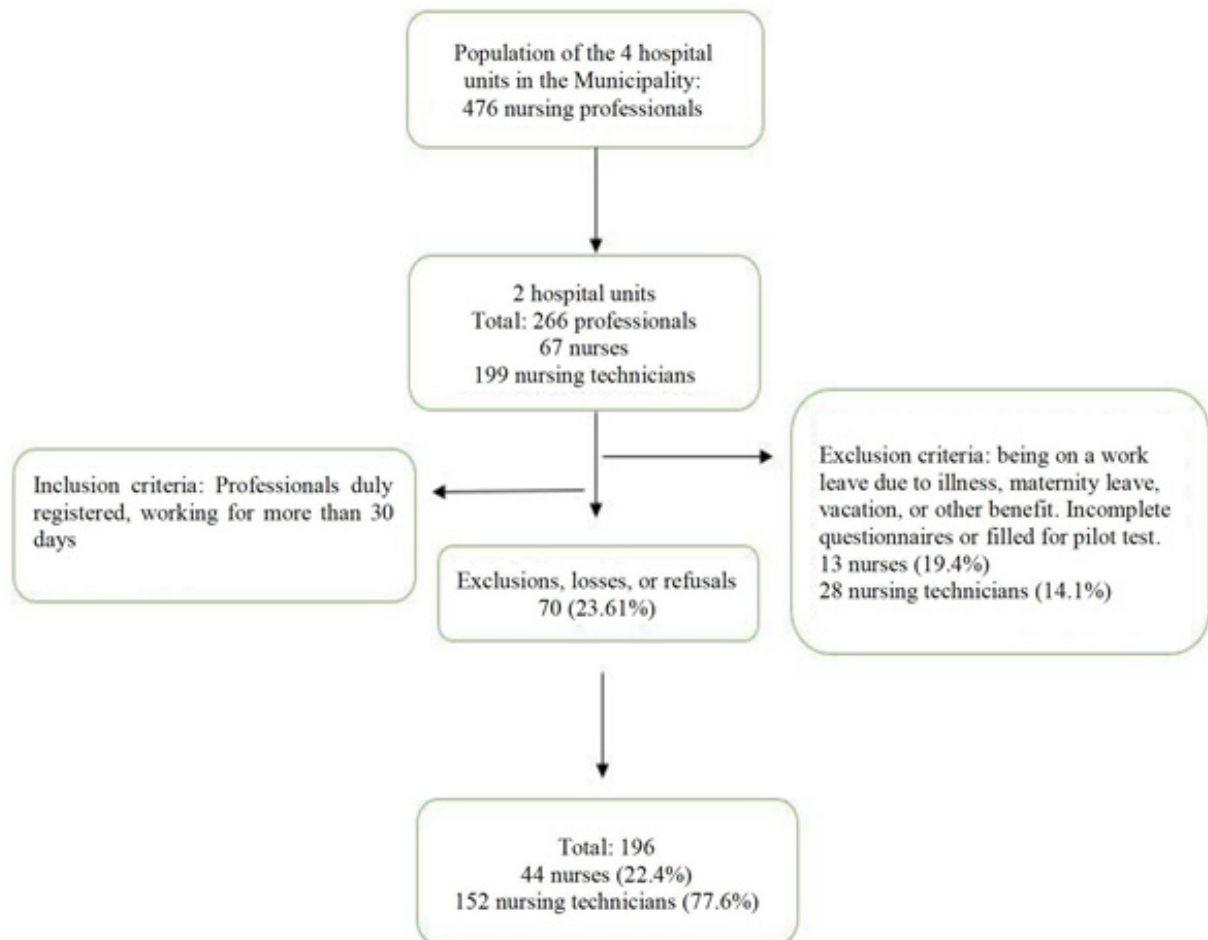 Population of the 4 hospital
units in the Municipality:
476 nursing professionals
2 hospital units
Total: 266 professionals
67 nurses
199 nursing technicians
Inclusion criteria: Professionals duly
registered, working for more than 30
days
Exclusion criteria: being on a work
leave due to illness, maternity leave,
vacation, or other benefit. Incomplete
questionnaires or filled for pilot test.
13 nurses (19.4%)
28 nursing technicians (14.1%)
Exclusions, losses, or refusals
70 (23.61%)
Total: 196
44 nurses (22.4%)
152 nursing technicians (77.6%)